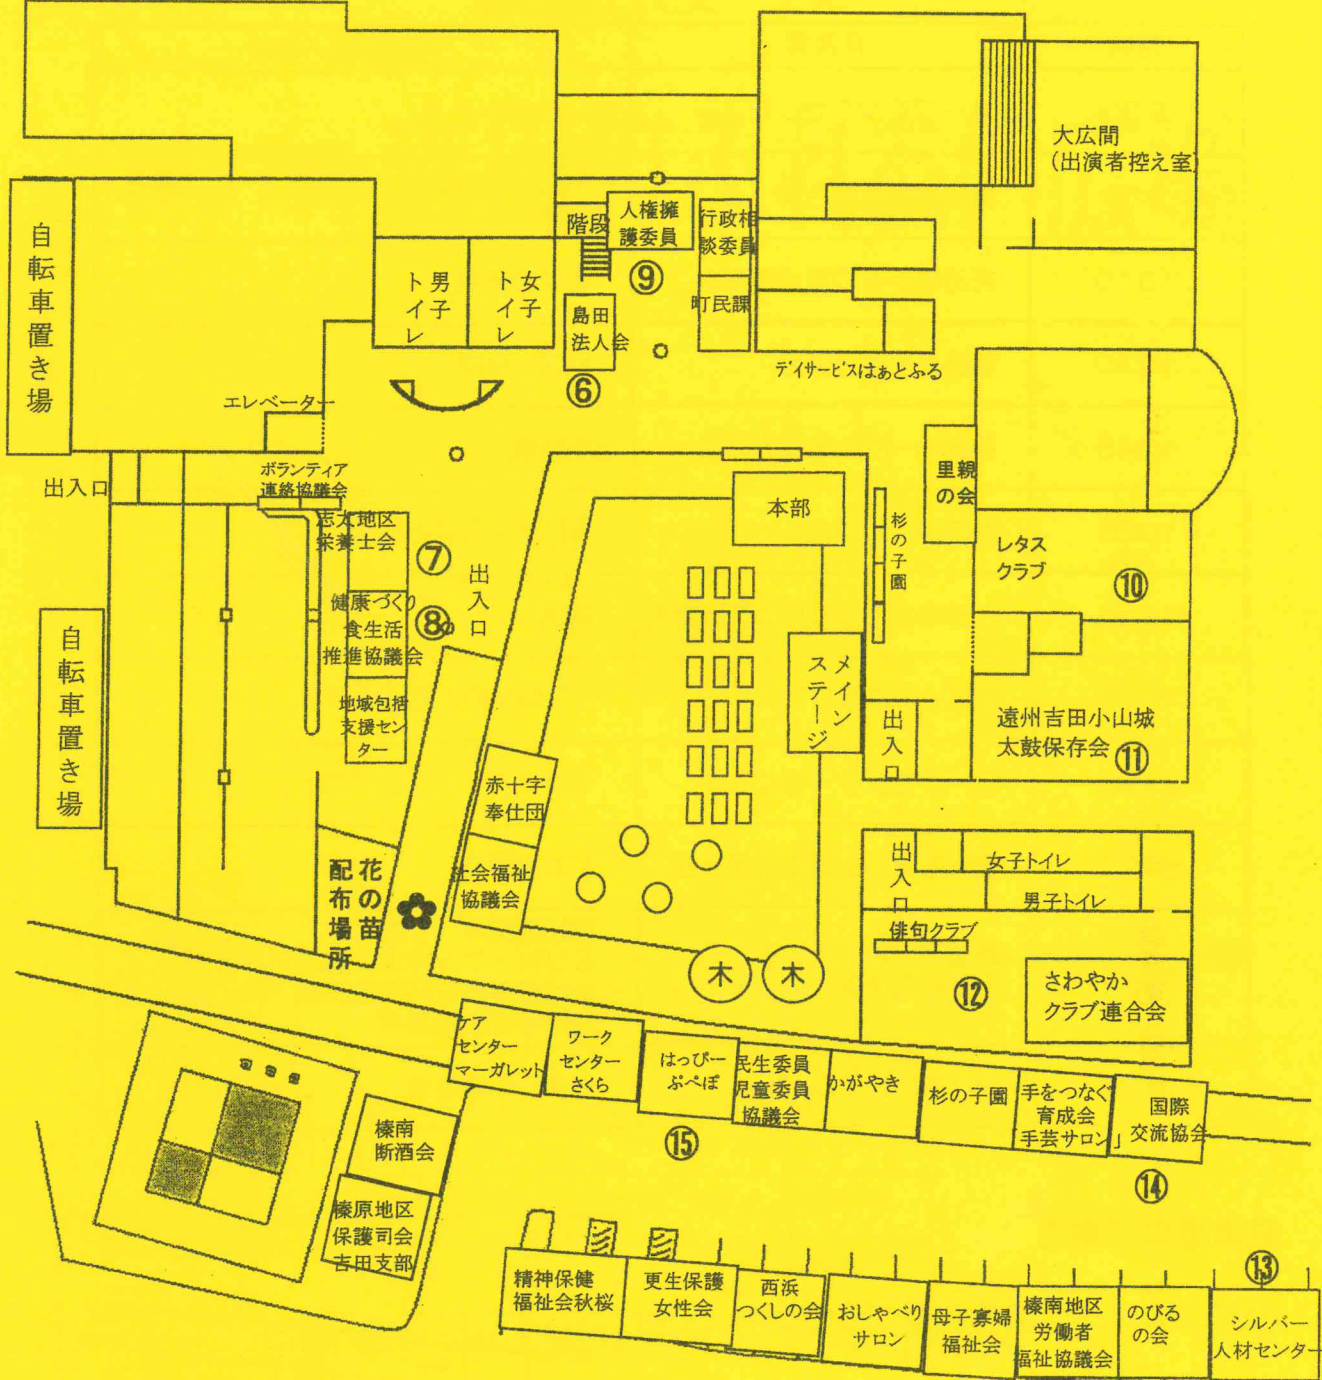 大広間
(出演者控え室)
自転車置き場
階段
人権擁
護委員
行政相
談委員
⑨
町民課
男子
トイレ
女子
トイレ
島田
法人会
⑥
デイサービスはぁとふる
エレベーター
出入口
ボランティア
連絡協議会
志太地区
栄養士会
⑦
健康づくり
食生活
推進協議会
⑧
出入口
地域包括
支援セン
ター
自転車置き場
本部
杉の子園
里親
の会
レタス
クラブ
⑩
メイン
ステージ
出入口
遠州吉田小山城
太鼓保存会
⑪
赤十字
奉仕団
社会福祉
協議会
花の苗
配布場所
出入口
女子トイレ
男子トイレ
俳句クラブ
⑫
さわやか
クラブ連合会
木
木
ケア
センター
マーガレット
ワーク
センター
さくら
はっぴー
ぷぺぽ
民生委員
児童委員
協議会
かがやき
杉の子園
手をつなぐ
育成会
手芸サロン」
国際
交流協会
⑮
⑭
榛南
断酒会
榛原地区
保護司会
吉田支部
⑬
精神保健
福祉会秋桜
更生保護
女性会
西浜
つくしの会
おしゃべり
サロン
母子寡婦
福祉会
榛南地区
労働者
福祉協議会
のびる
の会
シルバー
人材センター